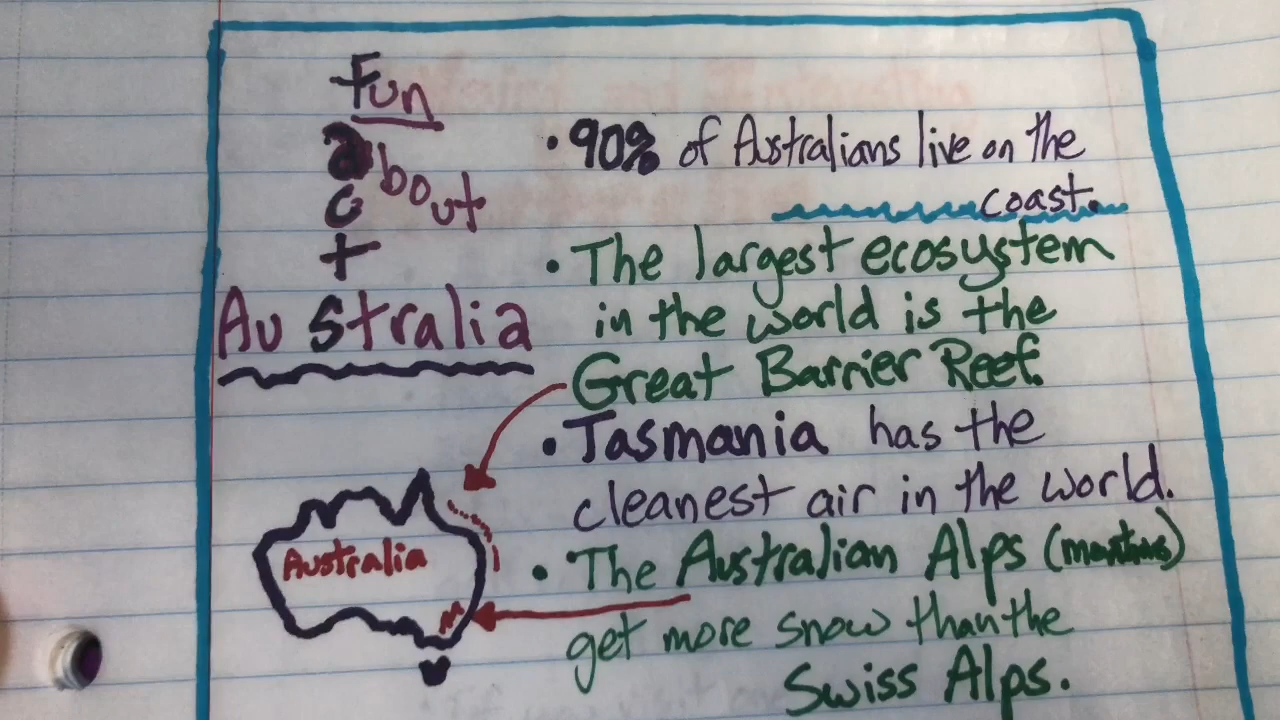 Fun
about
c
t
Australia
• 90% of Australians live on the
coast.
• The largest ecosystem
in the world is the
Great Barrier Reef.
• Tasmania has the
cleanest air in the world.
• The Australian Alps (mountains)
get more snow than the
Swiss Alps.
Australia